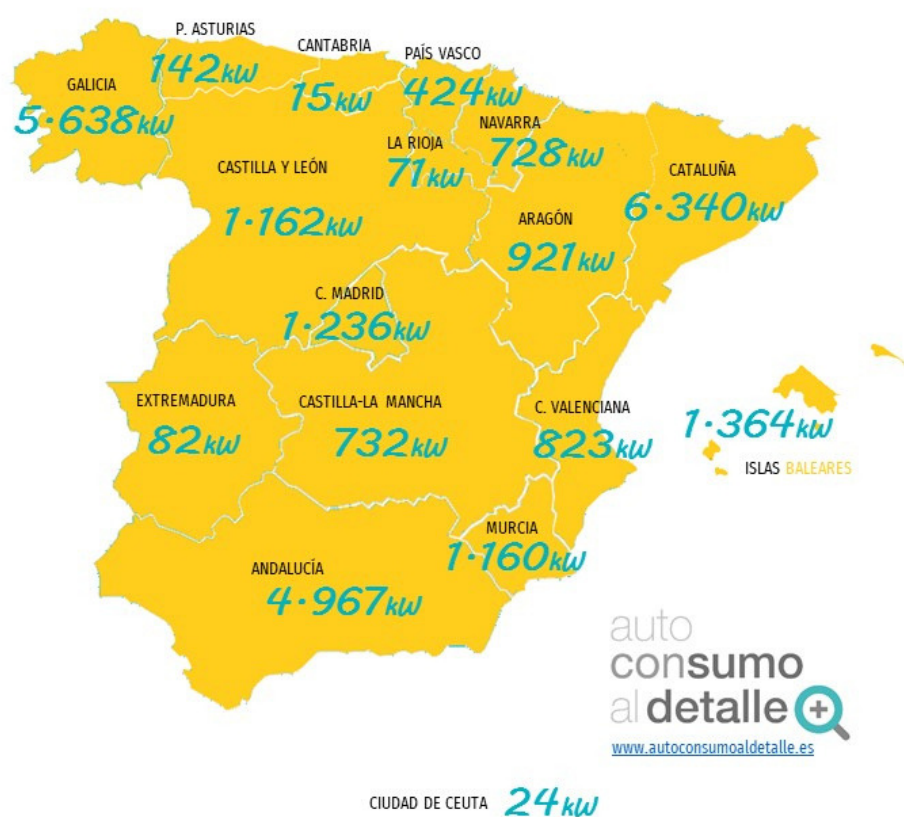 P. ASTURIAS
142kW
CANTABRIA
15kW
PAÍS VASCO
424kW
GALICIA
5.638kW
NAVARRA
728kW
LA RIOJA
71kW
CASTILLA Y LEÓN
1.162kW
CATALUÑA
6.340kW
ARAGÓN
921kW
C. MADRID
1.236kW
EXTREMADURA
82kW
CASTILLA-LA MANCHA
732kW
C. VALENCIANA
823kW
1.364kW
ISLAS BALEARES
MURCIA
1.160kW
ANDALUCÍA
4.967kW
auto
consumo
al detalle
www.autoconsumoaldetalle.es
CIUDAD DE CEUTA 24kW